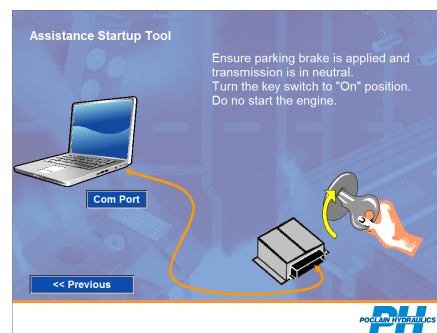 Assistance Startup Tool
Ensure parking brake is applied and
transmission is in neutral.
Turn the key switch to "On" position.
Do no start the engine.
Com Port
<< Previous
PH
POCLAIN HYDRAULICS